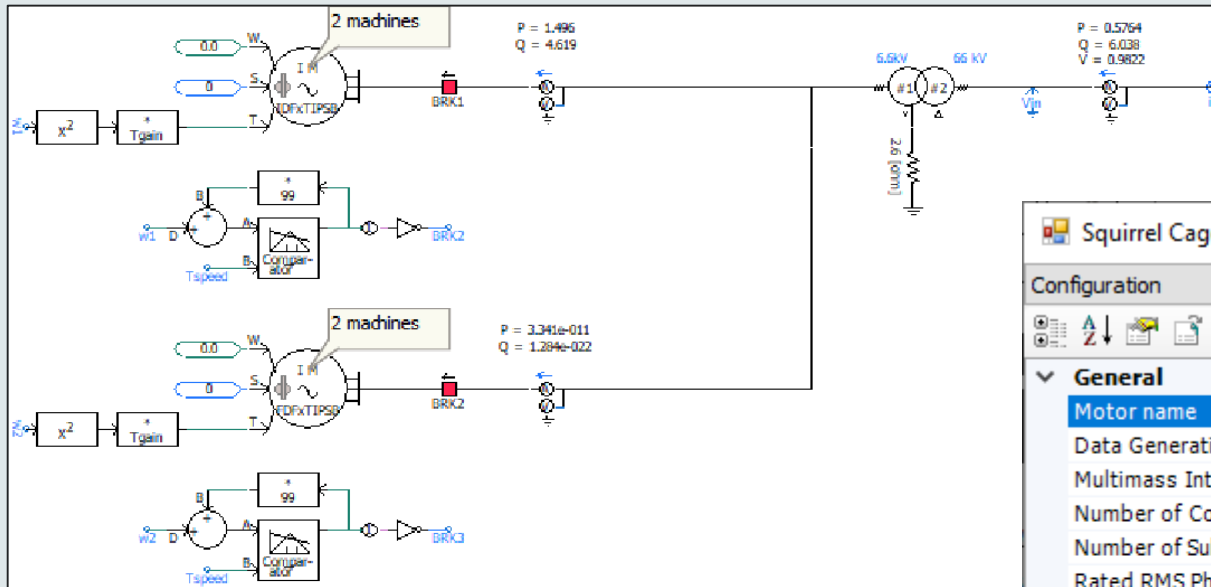 2 machines
P = 1.496
Q = 4.619
P = 0.5764
Q = 6.038
V = 0.9822
0.0
W
I M
0
S
IDFxTIPSB
T
BRK1
6.6kV
66 kV
#1
#2
Vin
w1
X²
*
Tgain
2.6 [ohm]
*
99
B
D
A
w1
Compar-
ator
B
Tspeed
BRK2
2 machines
P = 3.341e-011
Q = 1.284e-022
0.0
W
I M
0
S
T
BRK2
w2
X²
*
Tgain
*
99
B
D
A
w2
Compar-
ator
B
Tspeed
BRK3
Squirrel Cag
Configuration
General
Motor name
Data Generati
Multimass Int
Number of Co
Number of Su
Rated RMS Ph